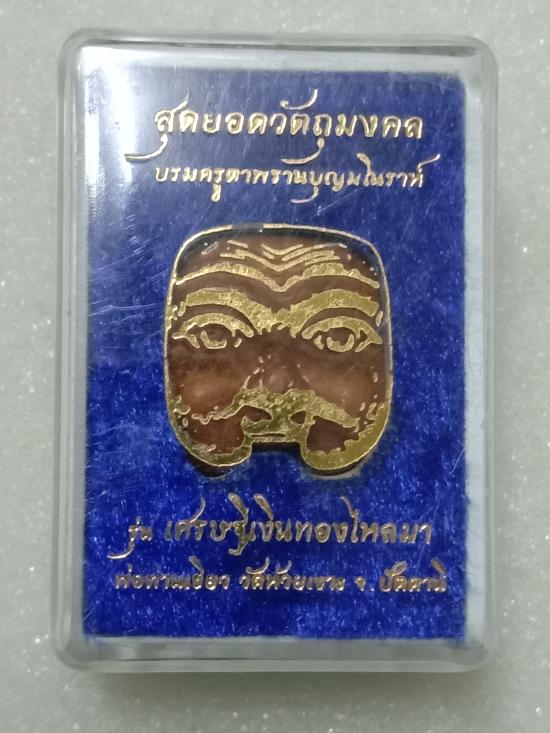 สุดยอดวัตถุมงคล
บรมครูตาพรานบุญมโนราห์
รุ่น เศรษฐีเงินทองไหลมา
พ่อท่านเขียว วัดห้วยเงาะ จ.ปัตตานี